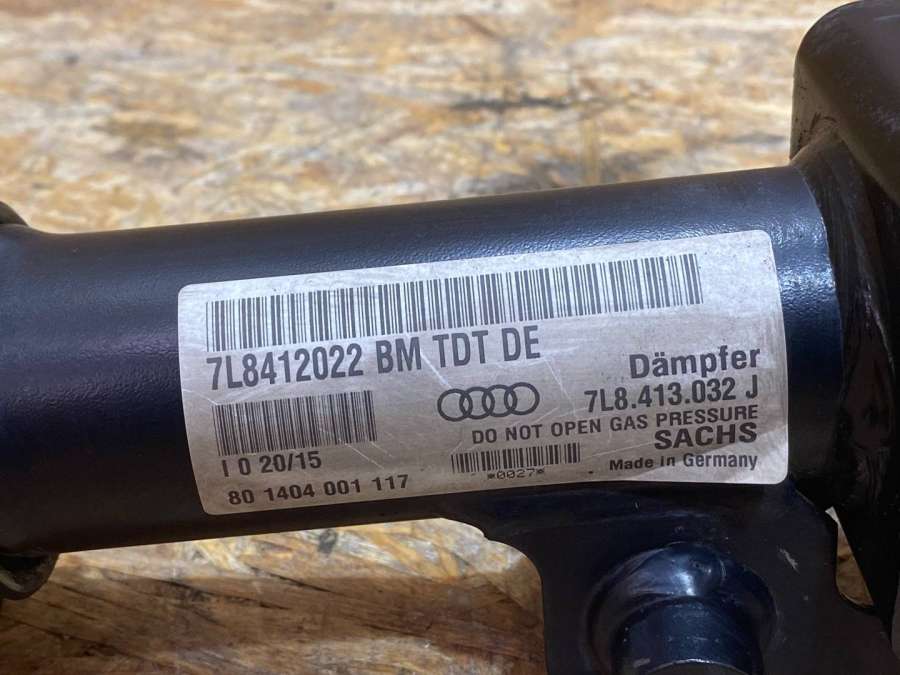 7L8412022 BM TDT DE
Dämpfer
7L8.413.032 J
DO NOT OPEN GAS PRESSURE
SACHS
Made in Germany
I 0 20/15
*0027*
80 1404 001 117